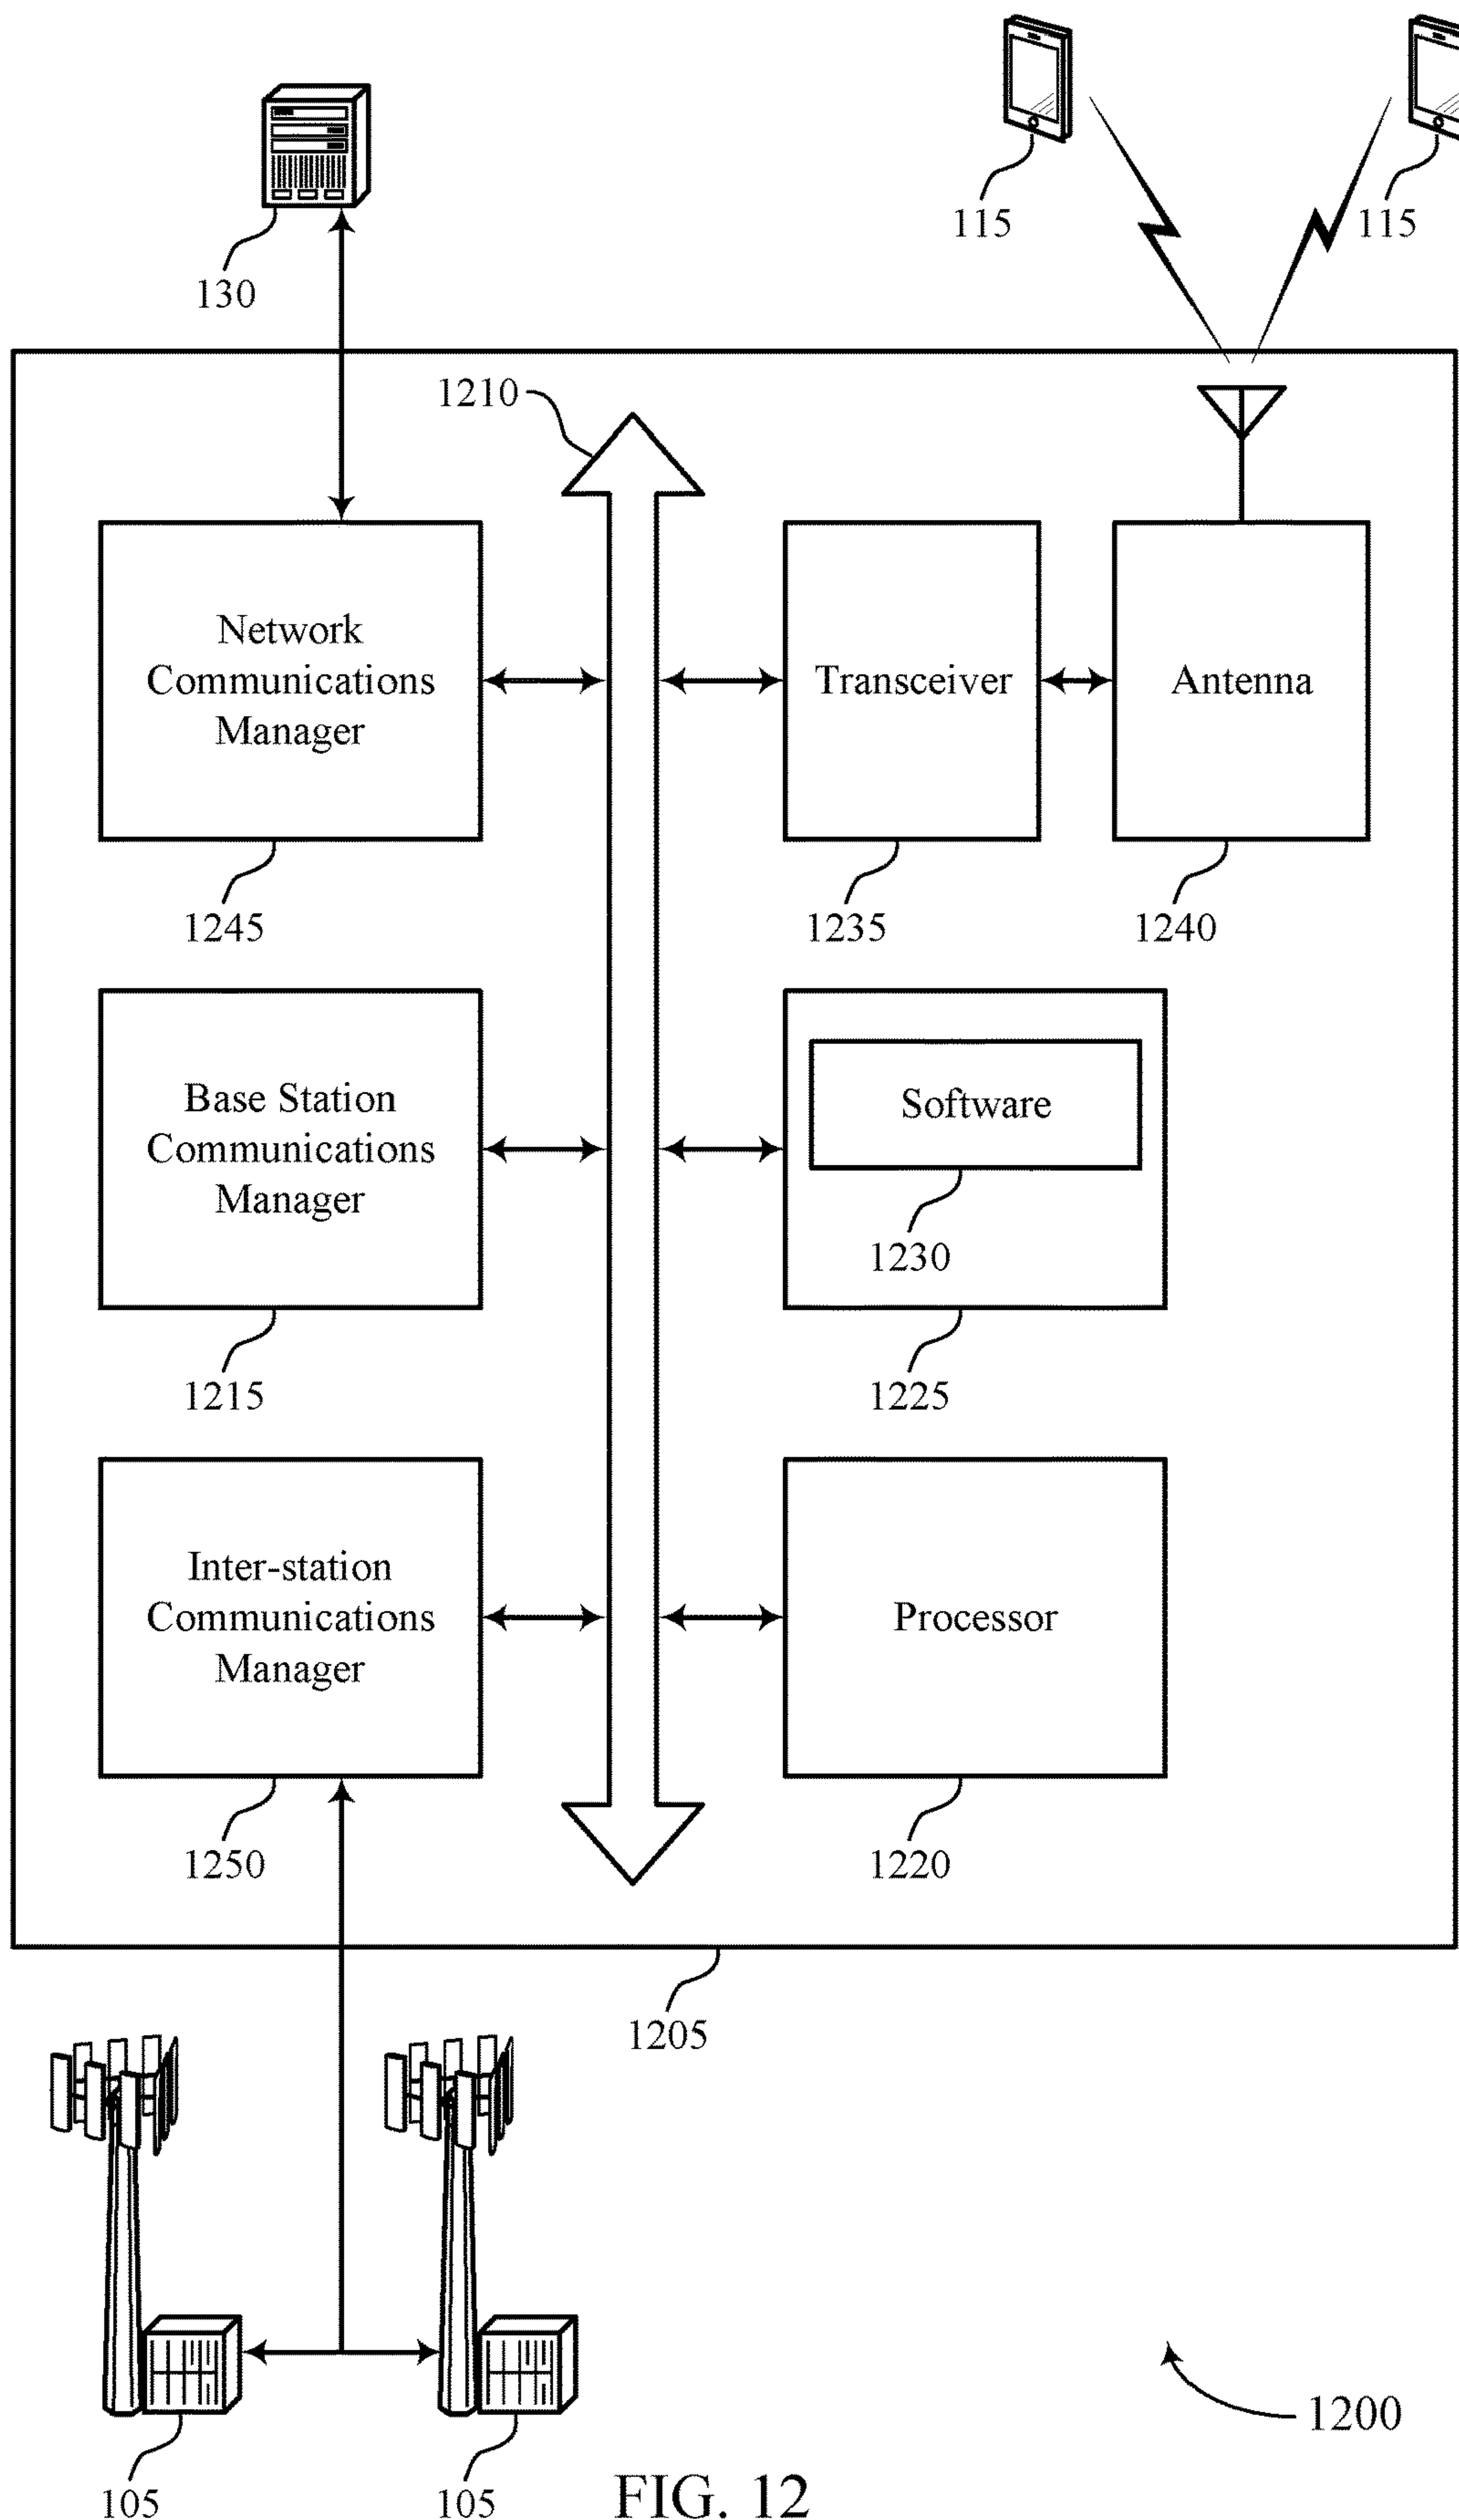 115
115
130
1210
Network
Communications
Manager
Transceiver
Antenna
1245
1235
1240
Base Station
Communications
Manager
Software
1230
1215
1225
Inter-station
Communications
Manager
Processor
1250
1220
1205
1200
105
105
FIG. 12